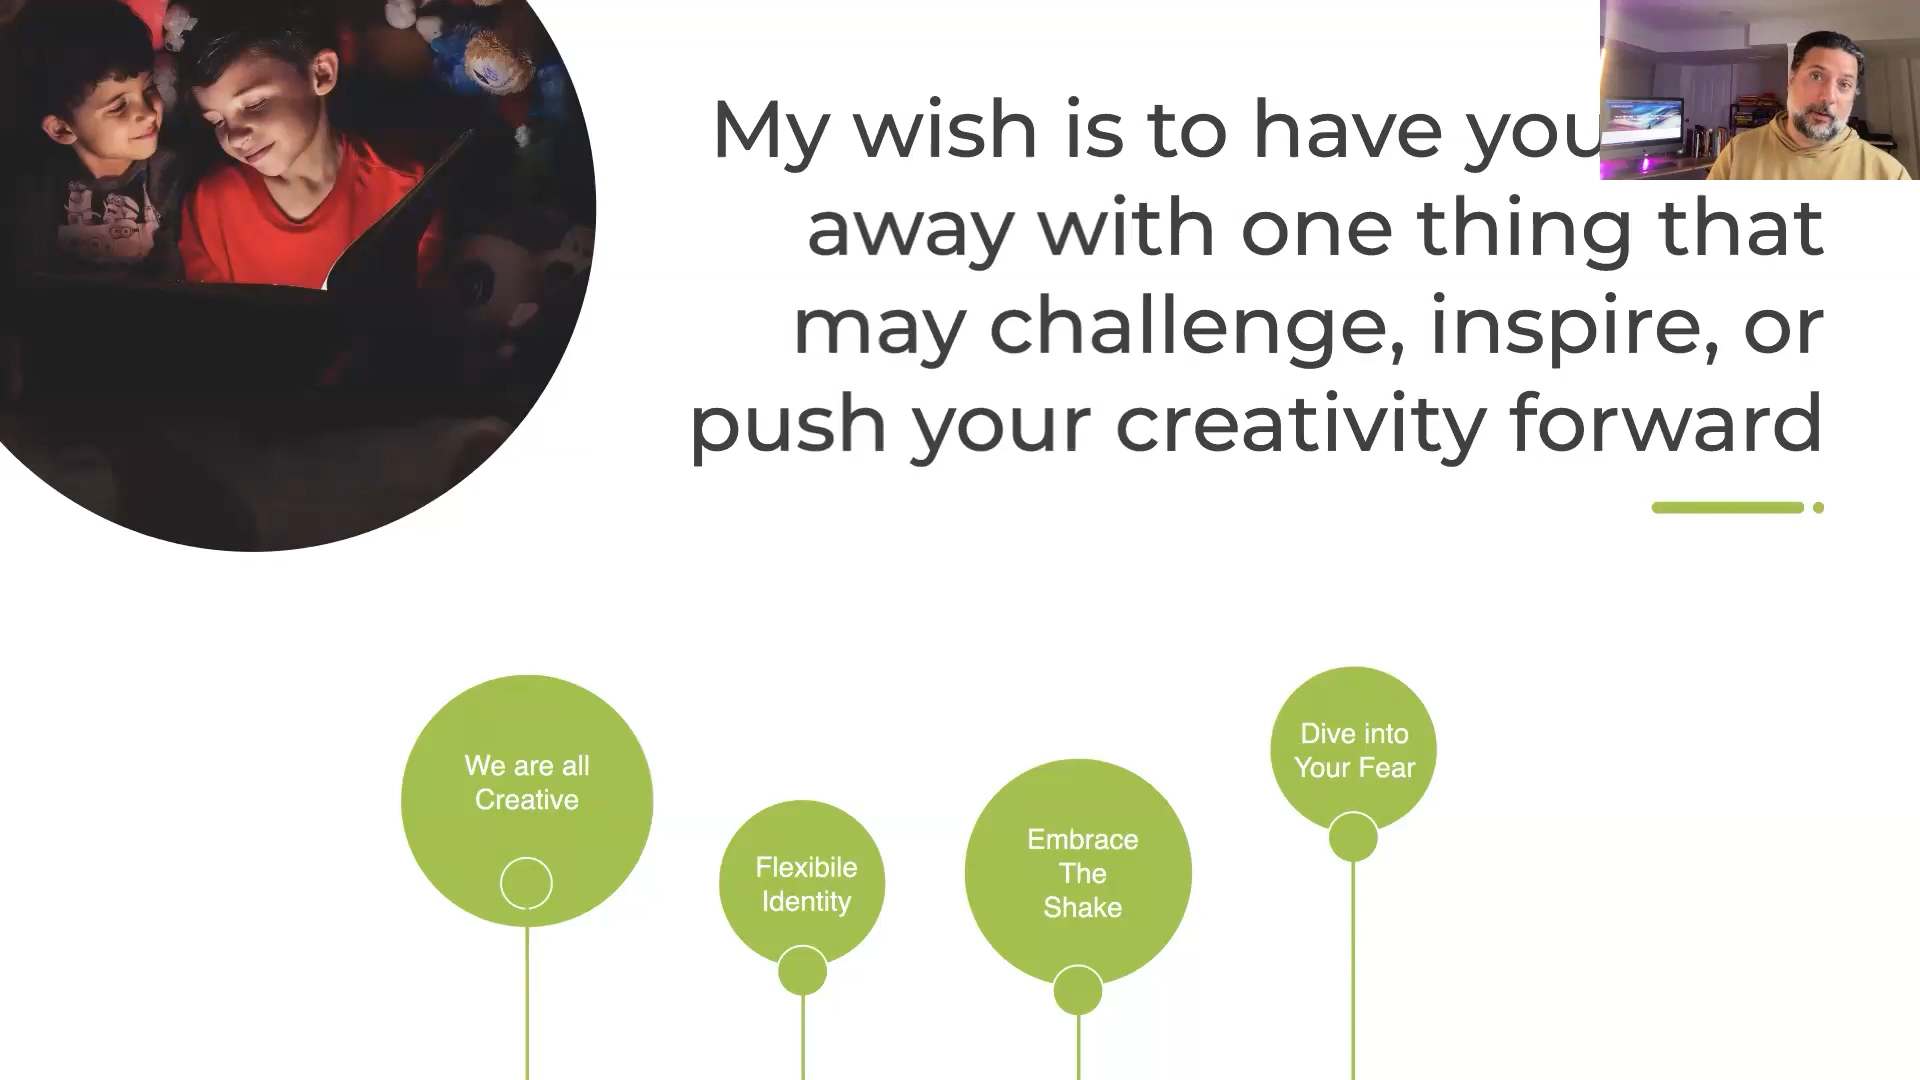 My wish is to have you
away with one thing that
may challenge, inspire, or
push your creativity forward
We are all
Creative
Flexibile
Identity
Embrace
The
Shake
Dive into
Your Fear